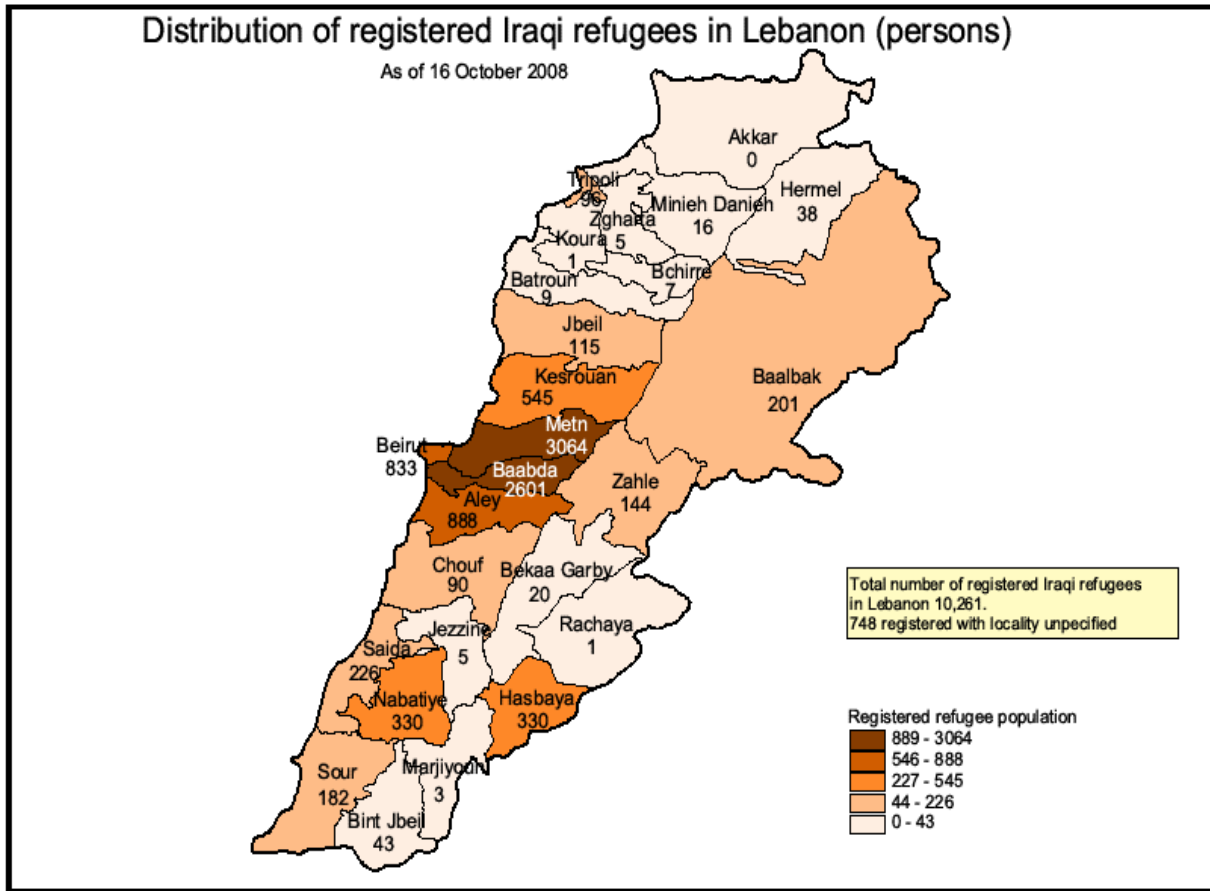 Distribution of registered Iraqi refugees in Lebanon (persons)
As of 16 October 2008
Akkar
0
Tripoli
96
Minieh Danieh
16
Hermel
38
Zgharta
5
Koura
1
Bchirre
7
Batroun
9
Jbeil
115
Kesrouan
545
Baalbak
201
Metn
3064
Beirut
833
Baabda
2601
Zahle
144
Aley
888
Chouf
90
Bekaa Garby
20
Rachaya
1
Jezzine
5
Saida
226
Nabatiye
330
Hasbaya
330
Marjiyoun
3
Sour
182
Bint Jbeil
43
Total number of registered Iraqi refugees
in Lebanon 10,261.
748 registered with locality unpecified
Registered refugee population
889 - 3064
546 - 888
227 - 545
44 - 226
0 - 43